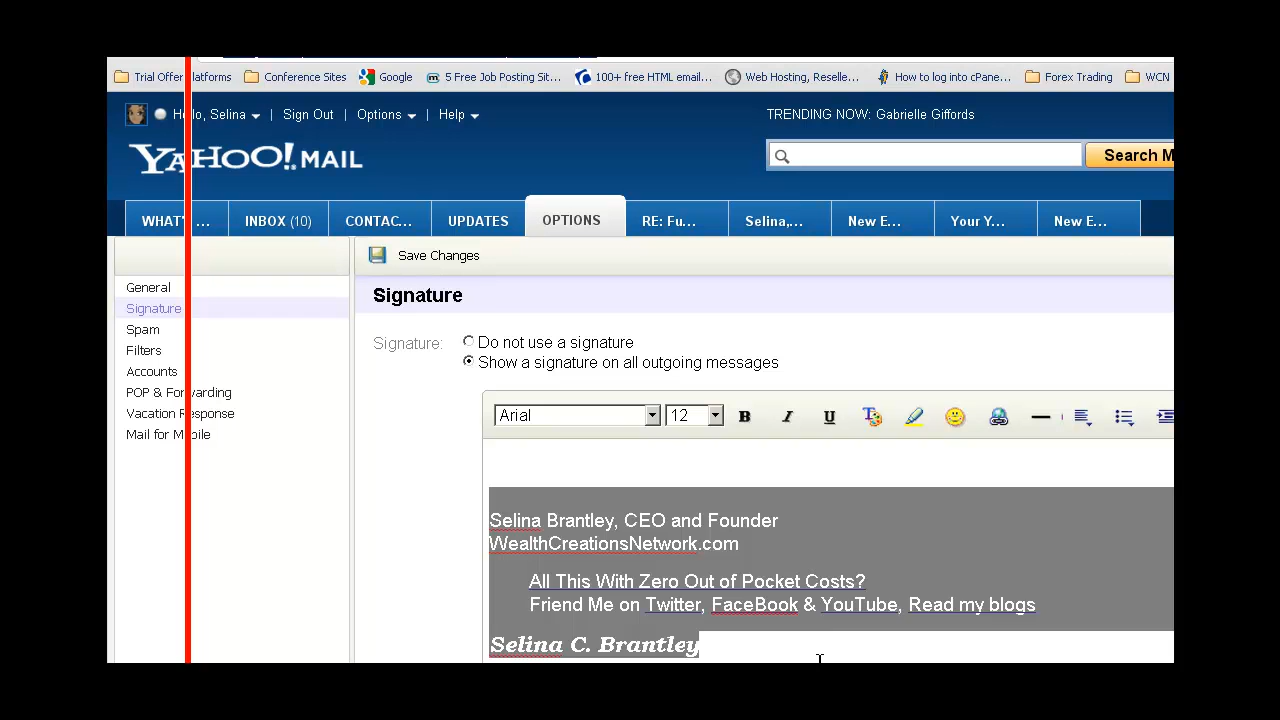 Trial Offer Platforms Conference Sites Google 5 Free Job Posting Sit... 100+ free HTML email... Web Hosting, Reselle... How to log into cPane... Forex Trading WCN
Hello, Selina | Sign Out | Options | Help
TRENDING NOW: Gabrielle Giffords
YAHOO! MAIL
Search M
WHAT'... INBOX (10) CONTAC... UPDATES OPTIONS RE: Fu... Selina,... New E... Your Y... New E...
Save Changes
General
Signature
Spam
Filters
Accounts
POP & Forwarding
Vacation Response
Mail for Mobile
Signature
Signature: Do not use a signature
Show a signature on all outgoing messages
Arial 12 B I U
Selina Brantley, CEO and Founder
WealthCreationsNetwork.com
All This With Zero Out of Pocket Costs?
Friend Me on Twitter, FaceBook & YouTube, Read my blogs
Selina C. Brantley